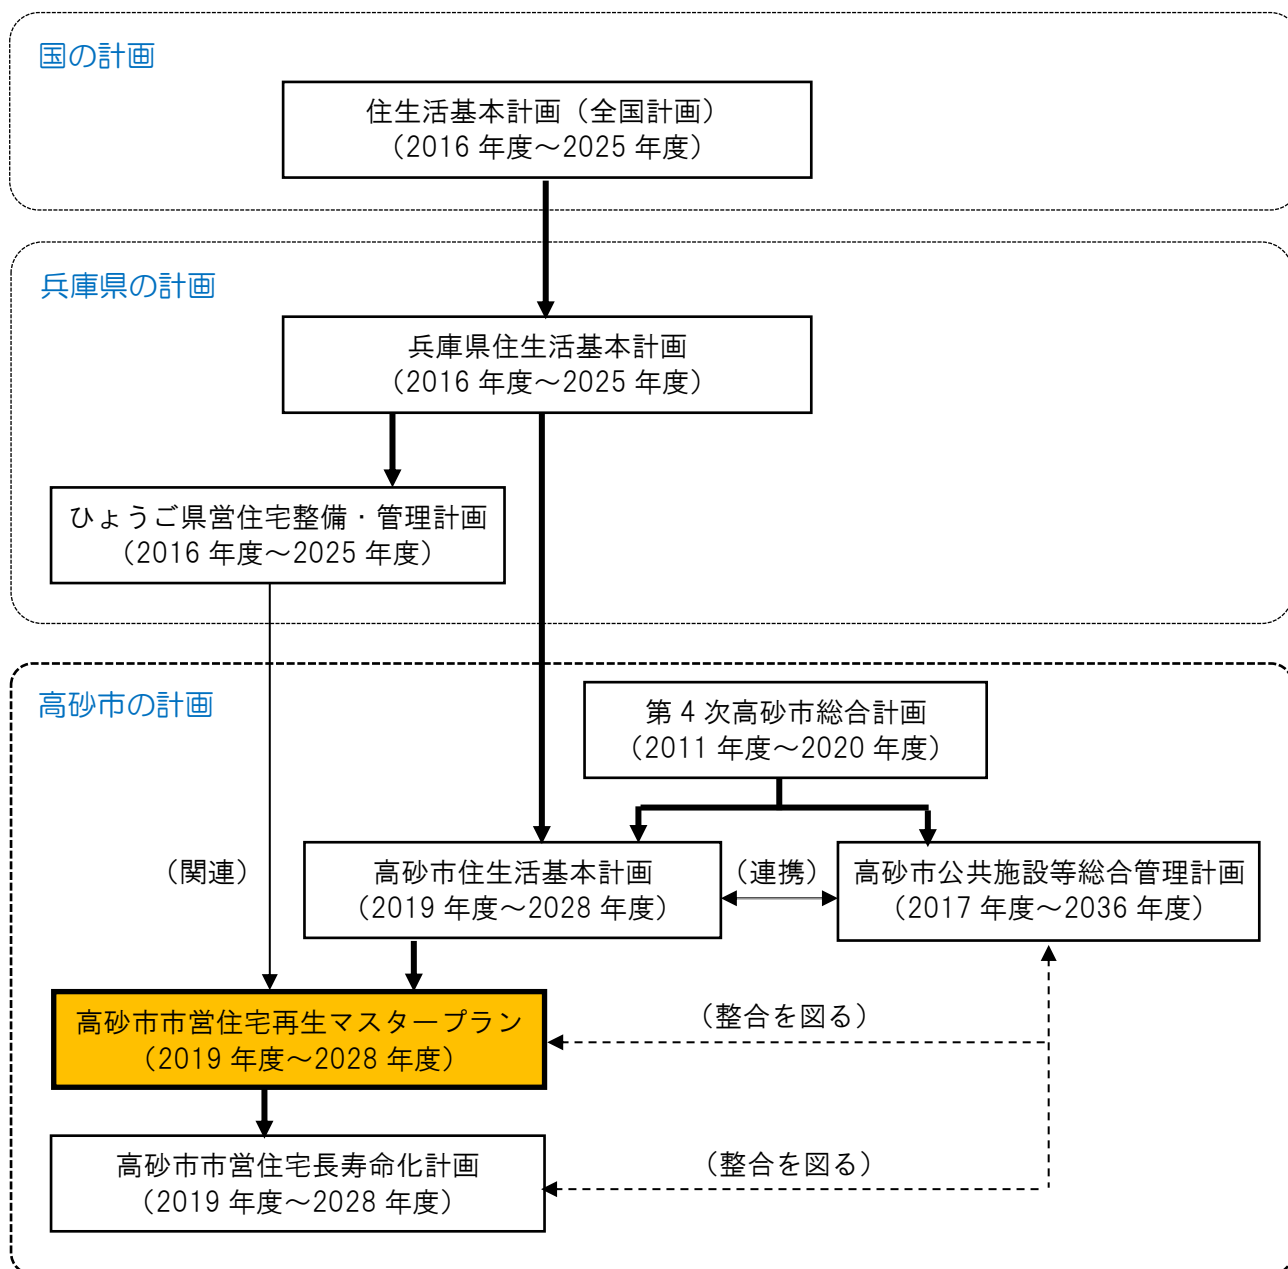 国の計画
住生活基本計画（全国計画）
（2016 年度～2025 年度）
兵庫県の計画
兵庫県住生活基本計画
（2016 年度～2025 年度）
ひょうご県営住宅整備・管理計画
（2016 年度～2025 年度）
高砂市の計画
第 4 次高砂市総合計画
（2011 年度～2020 年度）
（関連）
高砂市住生活基本計画
（2019 年度～2028 年度）
（連携）
高砂市公共施設等総合管理計画
（2017 年度～2036 年度）
高砂市市営住宅再生マスタープラン
（2019 年度～2028 年度）
（整合を図る）
高砂市市営住宅長寿命化計画
（2019 年度～2028 年度）
（整合を図る）